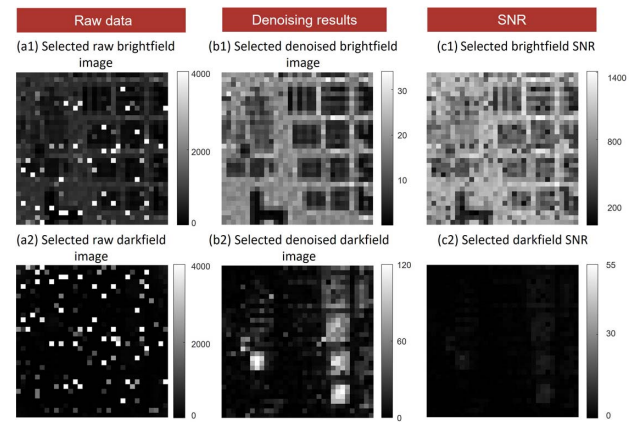 Raw data
Denoising results
SNR
(a1) Selected raw brightfield
image
(b1) Selected denoised brightfield
image
(c1) Selected brightfield SNR
4000
2000
0
30
20
10
1400
800
200
(a2) Selected raw darkfield
image
(b2) Selected denoised darkfield
image
(c2) Selected darkfield SNR
4000
2000
0
120
60
0
55
30
0